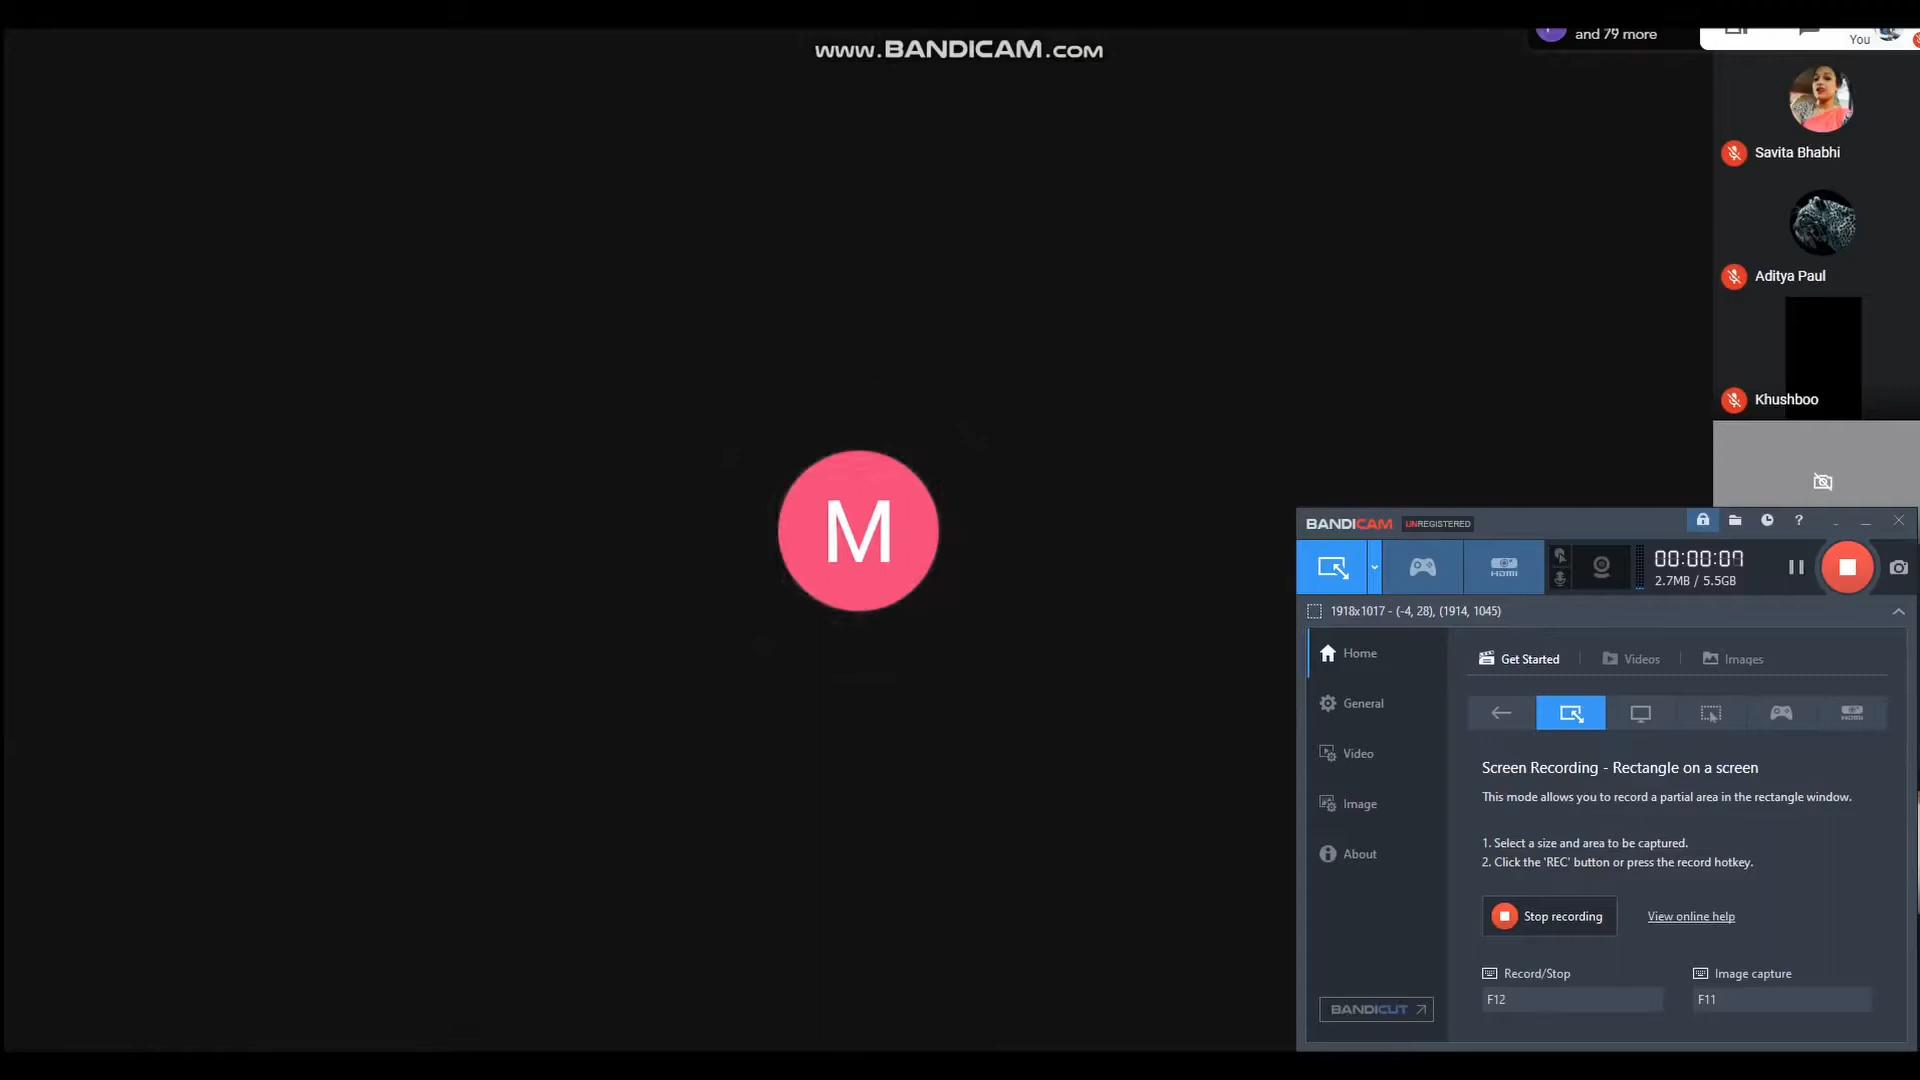 www.BANDICAM.COM
and 79 more
You
Savita Bhabhi
Aditya Paul
Khushboo
M
BANDICAM UNREGISTERED
?
HDMI
00:00:07
2.7MB / 5.5GB
1918x1017 - (-4, 28), (1914, 1045)
Home
General
Video
Image
About
Get Started
Videos
Images
HDMI
Screen Recording - Rectangle on a screen
This mode allows you to record a partial area in the rectangle window.
1. Select a size and area to be captured.
2. Click the 'REC' button or press the record hotkey.
Stop recording
View online help
Record/Stop
Image capture
F12
F11
BANDICUT